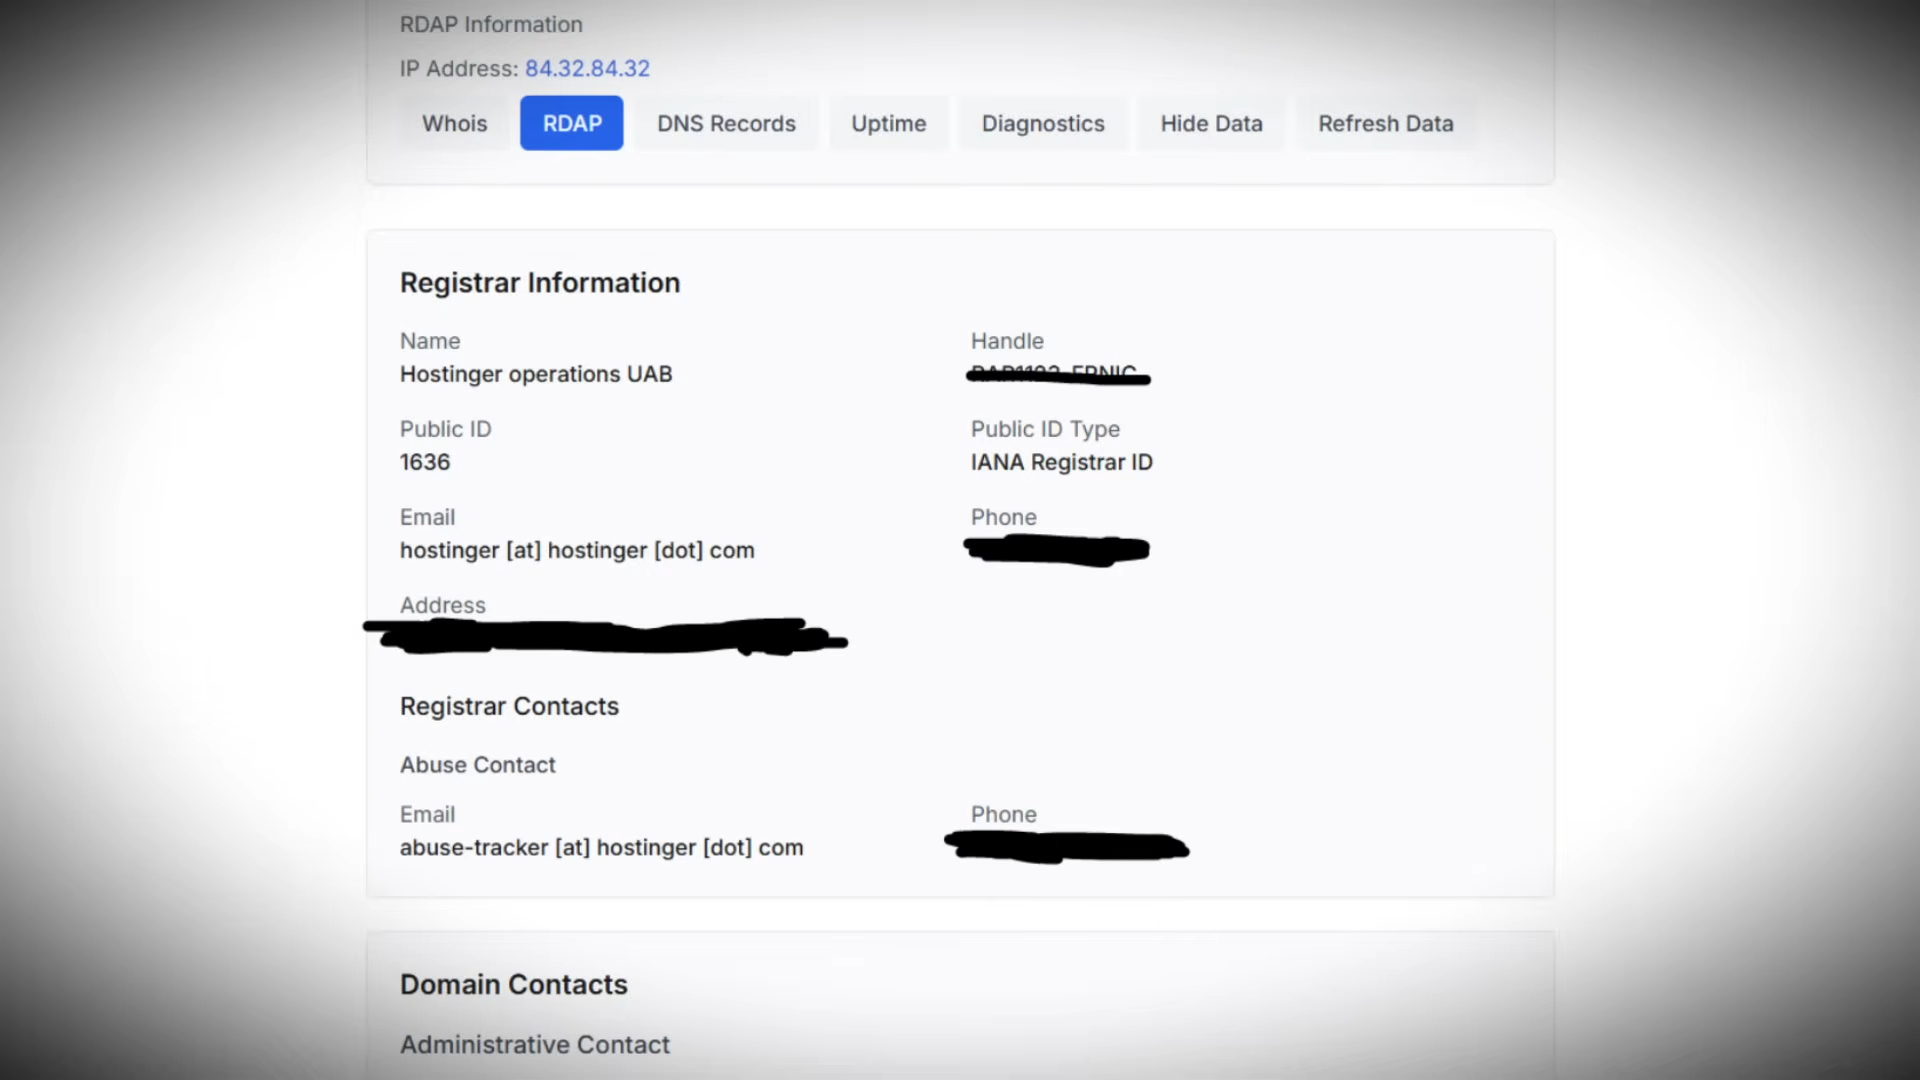 RDAP Information
IP Address: 84.32.84.32
Whois RDAP DNS Records Uptime Diagnostics Hide Data Refresh Data
Registrar Information
Name Handle
Hostinger operations UAB
Public ID Public ID Type
1636 IANA Registrar ID
Email Phone
hostinger [at] hostinger [dot] com
Address
Registrar Contacts
Abuse Contact
Email Phone
abuse-tracker [at] hostinger [dot] com
Domain Contacts
Administrative Contact